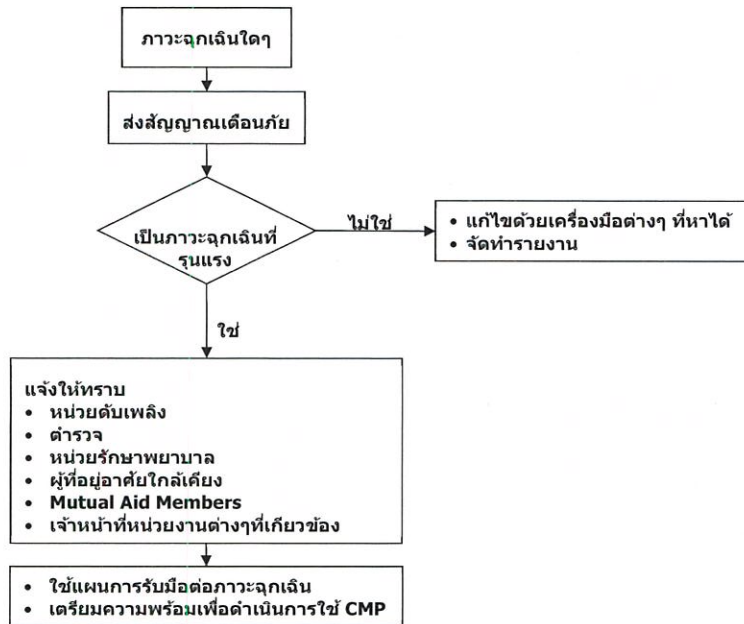 ภาวะฉุกเฉินใดๆ
ส่งสัญญาณเตือนภัย
เป็นภาวะฉุกเฉินที่
รุนแรง
ไม่ใช่
• แก้ไขด้วยเครื่องมือต่างๆ ที่หาได้
• จัดทำรายงาน
ใช่
แจ้งให้ทราบ
• หน่วยดับเพลิง
• ตำรวจ
• หน่วยรักษาพยาบาล
• ผู้ที่อยู่อาศัยใกล้เคียง
• Mutual Aid Members
• เจ้าหน้าที่หน่วยงานต่างๆที่เกี่ยวข้อง
• ใช้แผนการรับมือต่อภาวะฉุกเฉิน
• เตรียมความพร้อมเพื่อดำเนินการใช้ CMP